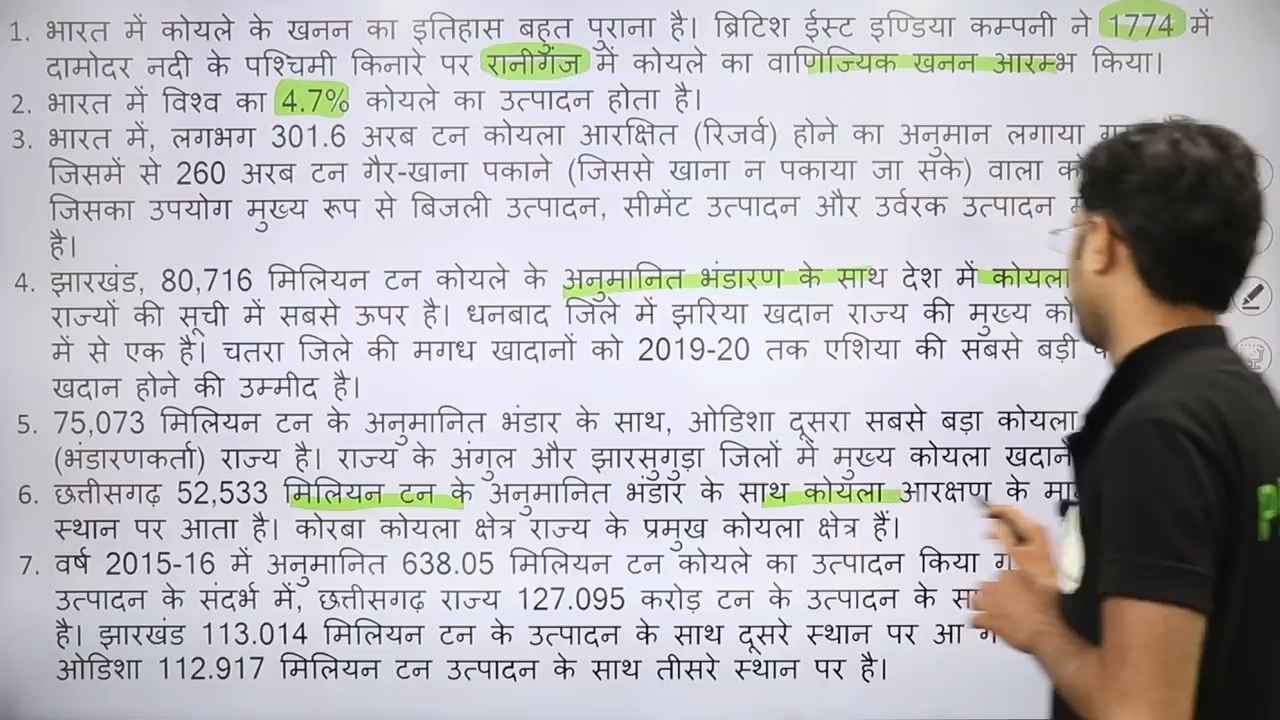 1. भारत में कोयले के खनन का इतिहास बहुत पुराना है। ब्रिटिश ईस्ट इण्डिया कम्पनी ने 1774 में
दामोदर नदी के पश्चिमी किनारे पर रानीगंज में कोयले का वाणिज्यिक खनन आरम्भ किया।
2. भारत में विश्व का 4.7% कोयले का उत्पादन होता है।
3. भारत में, लगभग 301.6 अरब टन कोयला आरक्षित (रिजर्व) होने का अनुमान लगाया
जिसमें से 260 अरब टन गैर-खाना पकाने (जिससे खाना न पकाया जा सके) वाला
जिसका उपयोग मुख्य रूप से बिजली उत्पादन, सीमेंट उत्पादन और उर्वरक उत्पादन
है।
4. झारखंड, 80,716 मिलियन टन कोयले के अनुमानित भंडारण के साथ देश में कोयला
राज्यों की सूची में सबसे ऊपर है। धनबाद जिले में झरिया खदान राज्य की मुख्य
में से एक है। चतरा जिले की मगध खादानों को 2019-20 तक एशिया की सबसे बड़ी
खदान होने की उम्मीद है।
5. 75,073 मिलियन टन के अनुमानित भंडार के साथ, ओडिशा दूसरा सबसे बड़ा कोयला
(भंडारणकर्ता) राज्य है। राज्य के अंगुल और झारसुगुड़ा जिलों में मुख्य कोयला खदान
6. छत्तीसगढ़ 52,533 मिलियन टन के अनुमानित भंडार के साथ कोयला आरक्षण के
स्थान पर आता है। कोरबा कोयला क्षेत्र राज्य के प्रमुख कोयला क्षेत्र हैं।
7. वर्ष 2015-16 में अनुमानित 638.05 मिलियन टन कोयले का उत्पादन किया
उत्पादन के संदर्भ में, छत्तीसगढ़ राज्य 127.095 करोड़ टन के उत्पादन के
है। झारखंड 113.014 मिलियन टन के उत्पादन के साथ दूसरे स्थान पर
ओडिशा 112.917 मिलियन टन उत्पादन के साथ तीसरे स्थान पर है।